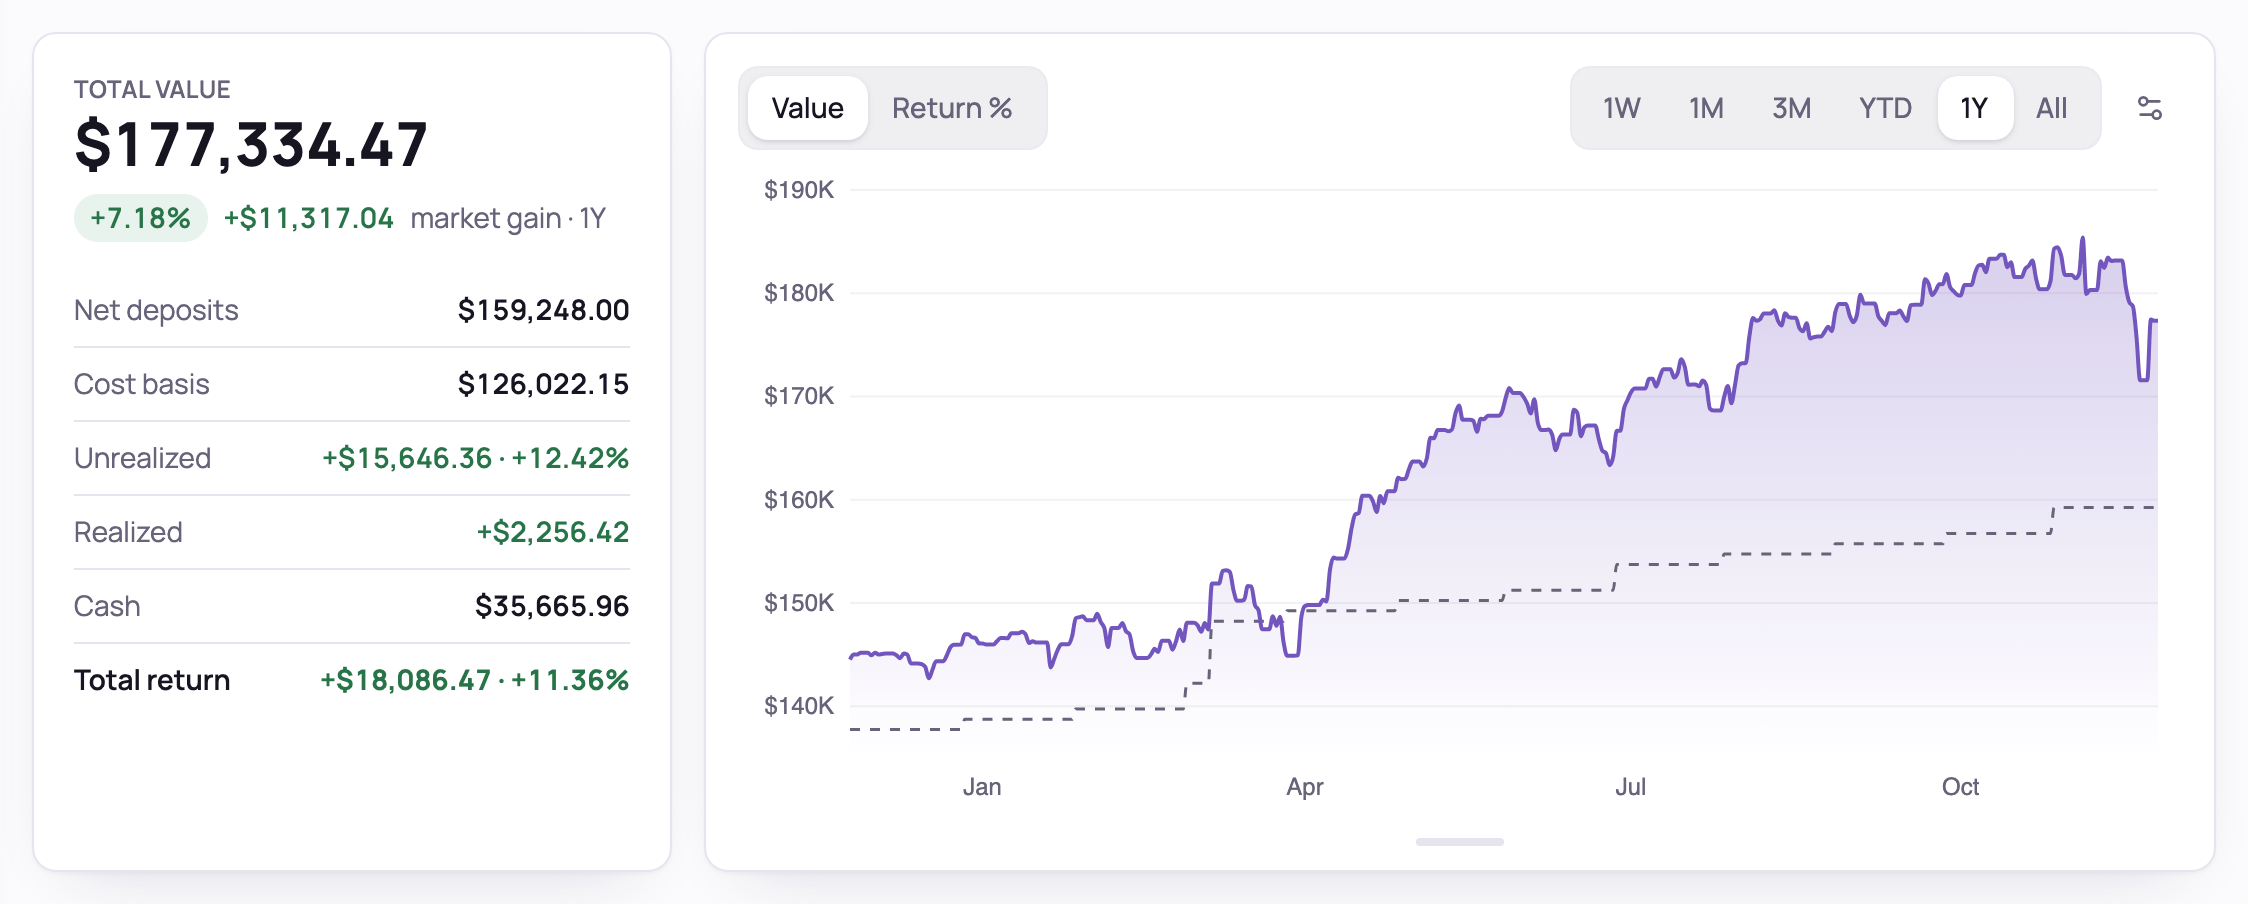 TOTAL VALUE
$177,334.47
+7.18% +$11,317.04 market gain · 1Y
Net deposits $159,248.00
Cost basis $126,022.15
Unrealized +$15,646.36 · +12.42%
Realized +$2,256.42
Cash $35,665.96
Total return +$18,086.47 · +11.36%
Value Return % 1W 1M 3M YTD 1Y All
$190K
$180K
$170K
$160K
$150K
$140K
Jan Apr Jul Oct